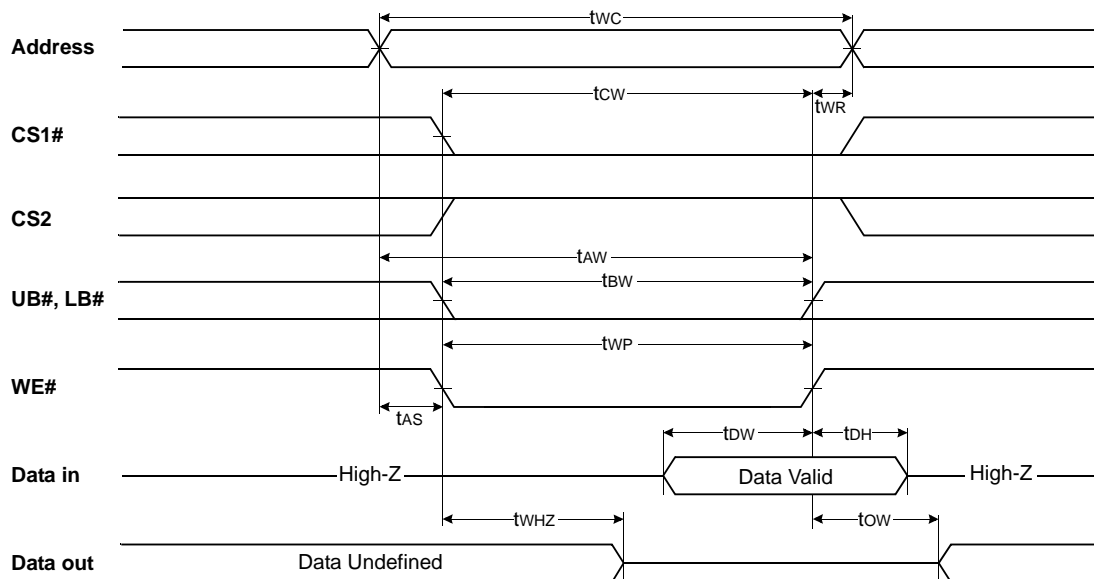 tWC
Address
tCW
tWR
CS1#
CS2
tAW
tBW
UB#, LB#
tWP
WE#
tAS
tDW
tDH
Data in
High-Z
Data Valid
High-Z
tWHZ
tOW
Data out
Data Undefined